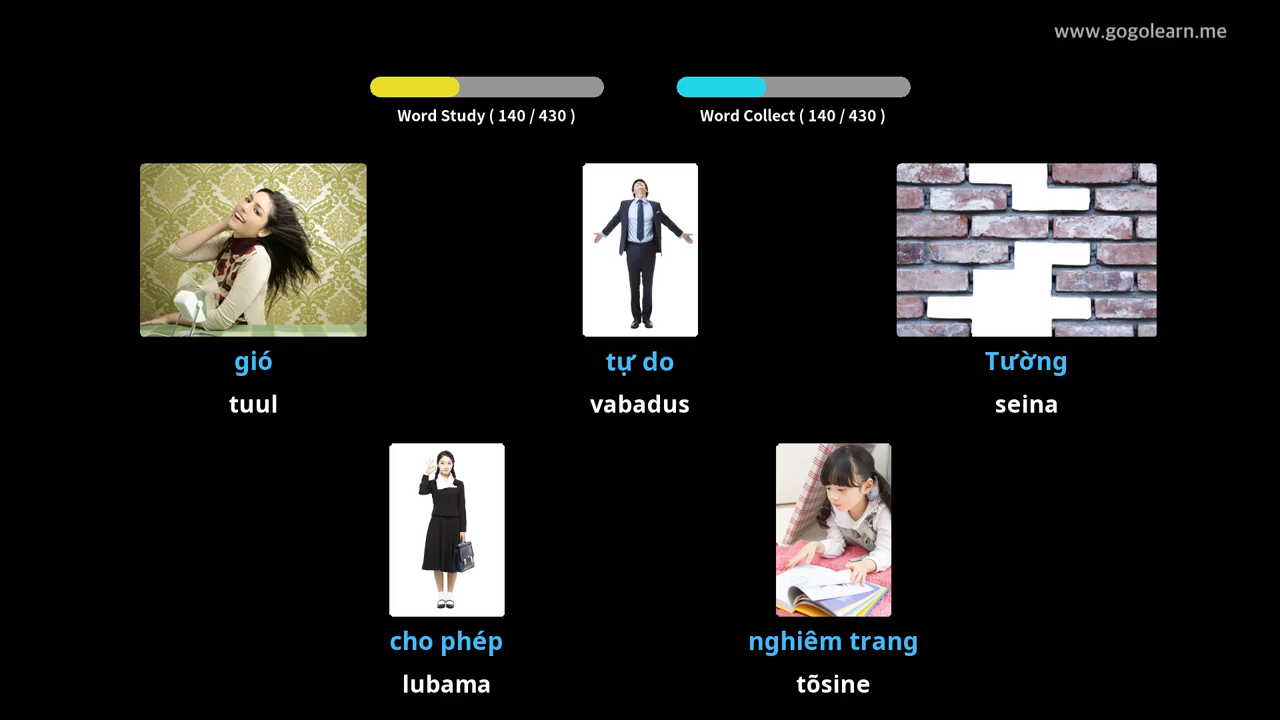 www.gogolearn.me
Word Study ( 140 / 430 )
Word Collect ( 140 / 430 )
gió
tuul
tự do
vabadus
Tường
seina
cho phép
lubama
nghiêm trang
tõsine